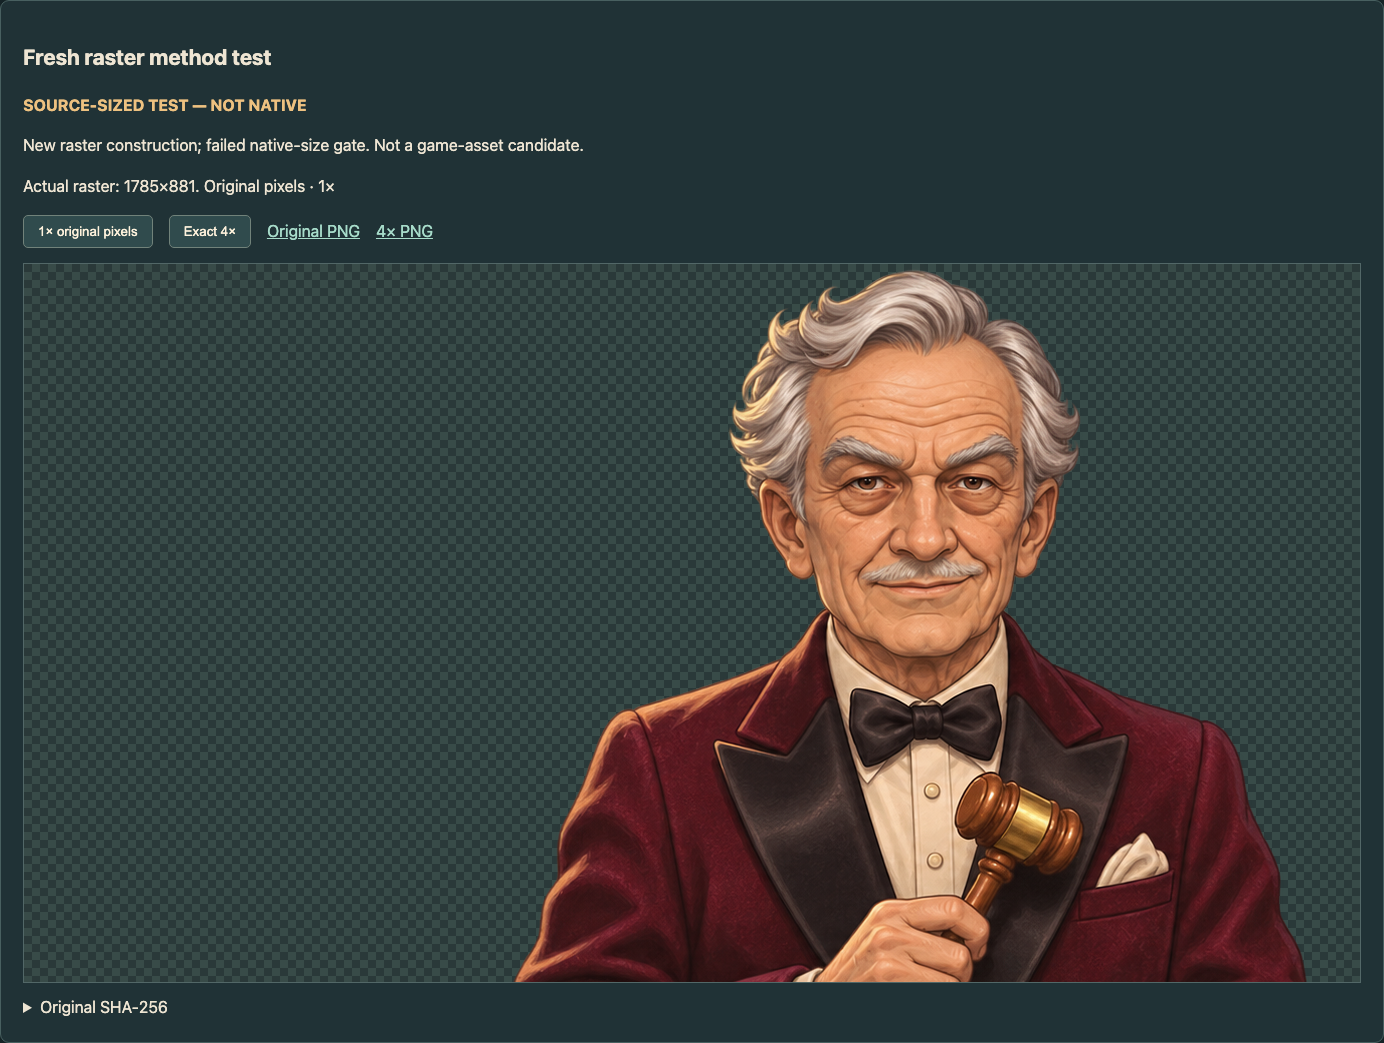 Fresh raster method test
SOURCE-SIZED TEST — NOT NATIVE
New raster construction; failed native-size gate. Not a game-asset candidate.
Actual raster: 1785×881. Original pixels · 1×
1× original pixels
Exact 4×
Original PNG
4× PNG
Original SHA-256